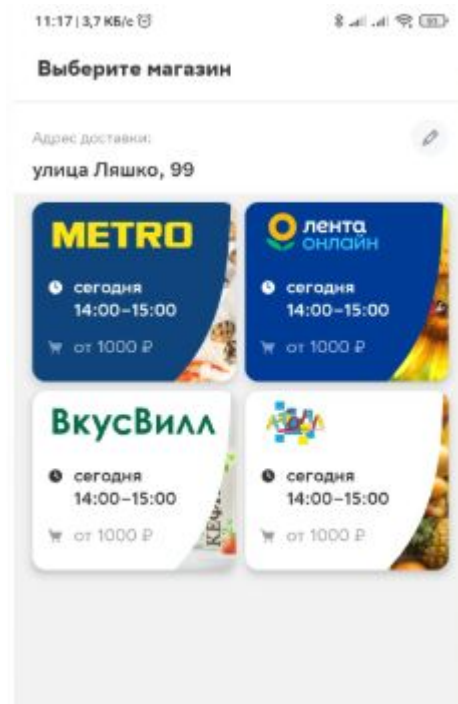 11:17 | 3,7 КБ/с
93
Выберите магазин
Адрес доставки:
улица Ляшко, 99
METRO
сегодня
14:00–15:00
от 1000 ₽
лента
онлайн
сегодня
14:00–15:00
от 1000 ₽
ВкусВилл
сегодня
14:00–15:00
от 1000 ₽
КЕФИР
сегодня
14:00–15:00
от 1000 ₽